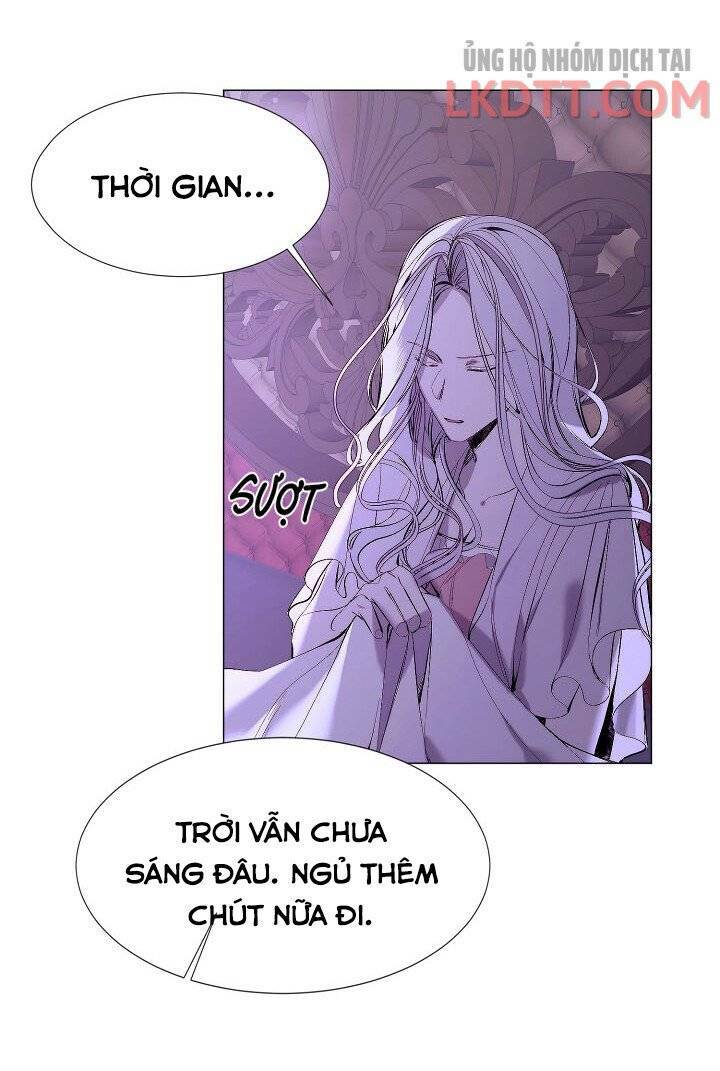 ỦNG HỘ NHÓM DỊCH TẠI
LKDTT.COM
THỜI GIAN...
SƯỢT
TRỜI VẪN CHƯA
SÁNG ĐÂU. NGỦ THÊM
CHÚT NỮA ĐI.